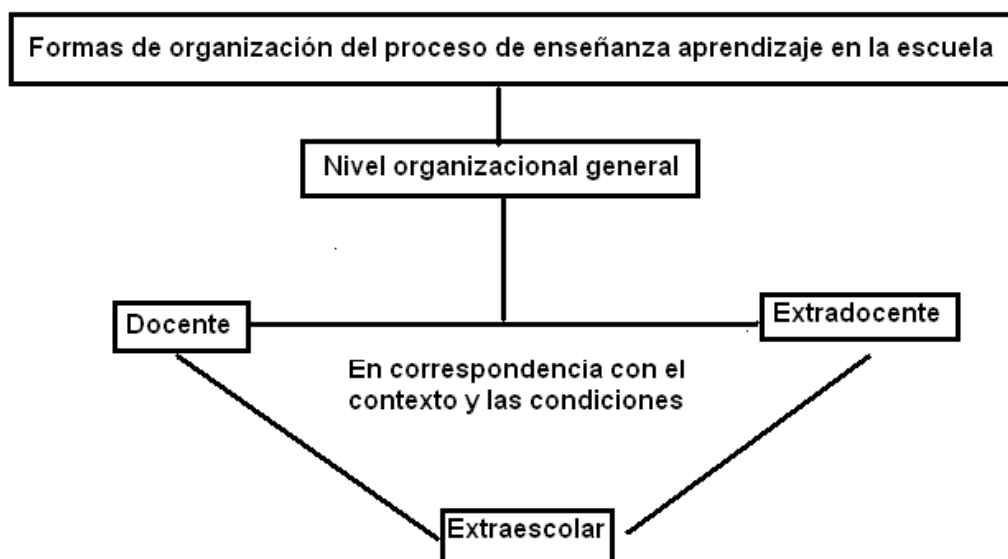 Formas de organización del proceso de enseñanza aprendizaje en la escuela
Nivel organizacional general
Docente
Extradocente
En correspondencia con el
contexto y las condiciones
Extraescolar